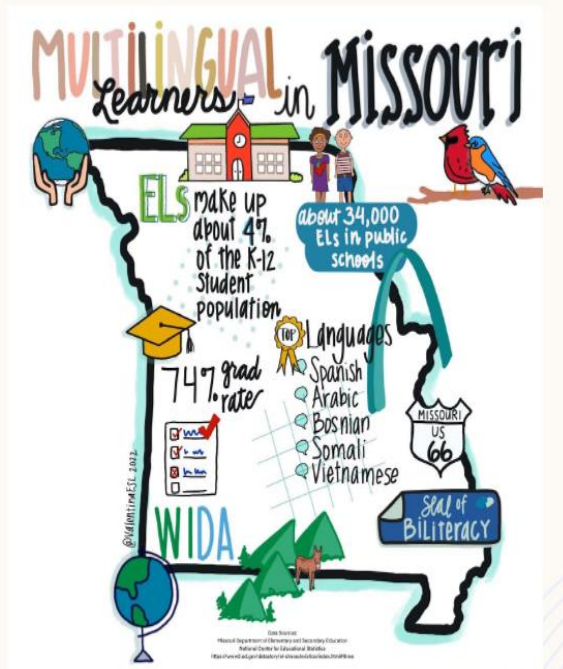 MULTILINGUAL
Learners in MISSOURI
ELS make up
about 4%
of the K-12
Student
population
about 34,000
ELs in public
schools
74% grad
rate
TOP Languages
Spanish
Arabic
Bosnian
Somali
Vietnamese
MISSOURI
US
66
Seal of
BILITERACY
@ValentinaESL 2022
WIDA
Data Sources:
Missouri Department of Elementary and Secondary Education
National Center for Educational Statistics